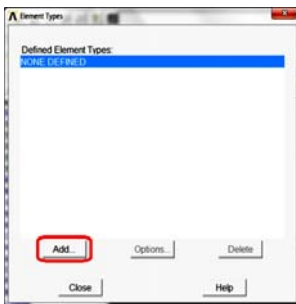 Element Types
Defined Element Types:
NONE DEFINED
Add...
Options...
Delete
Close
Help